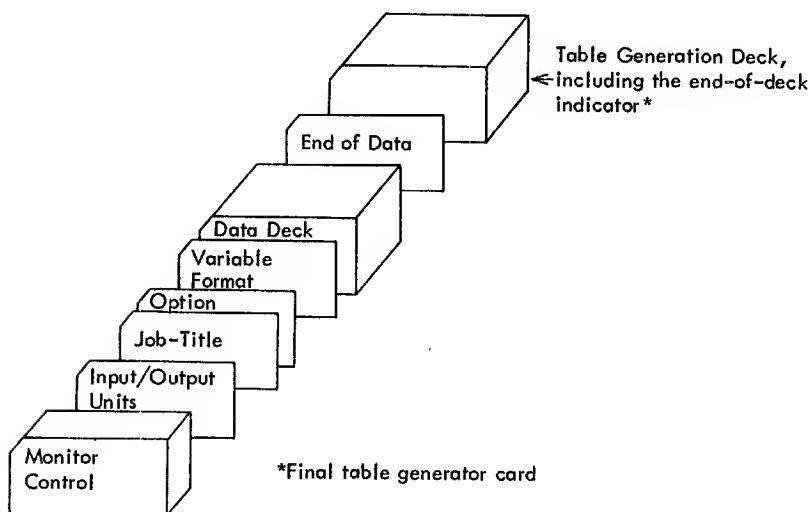 Table Generation Deck,
including the end-of-deck
indicator*
End of Data
Data Deck
Variable
Format
Option
Job-Title
Input/Output
Units
Monitor
Control
*Final table generator card